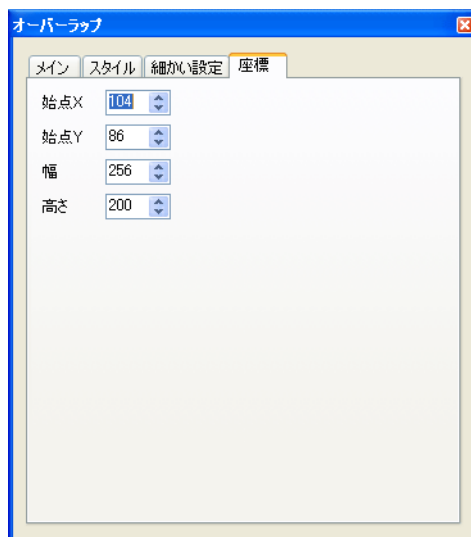 オーバーラップ
メイン スタイル 細かい設定 座標
始点X 104
始点Y 86
幅 256
高さ 200